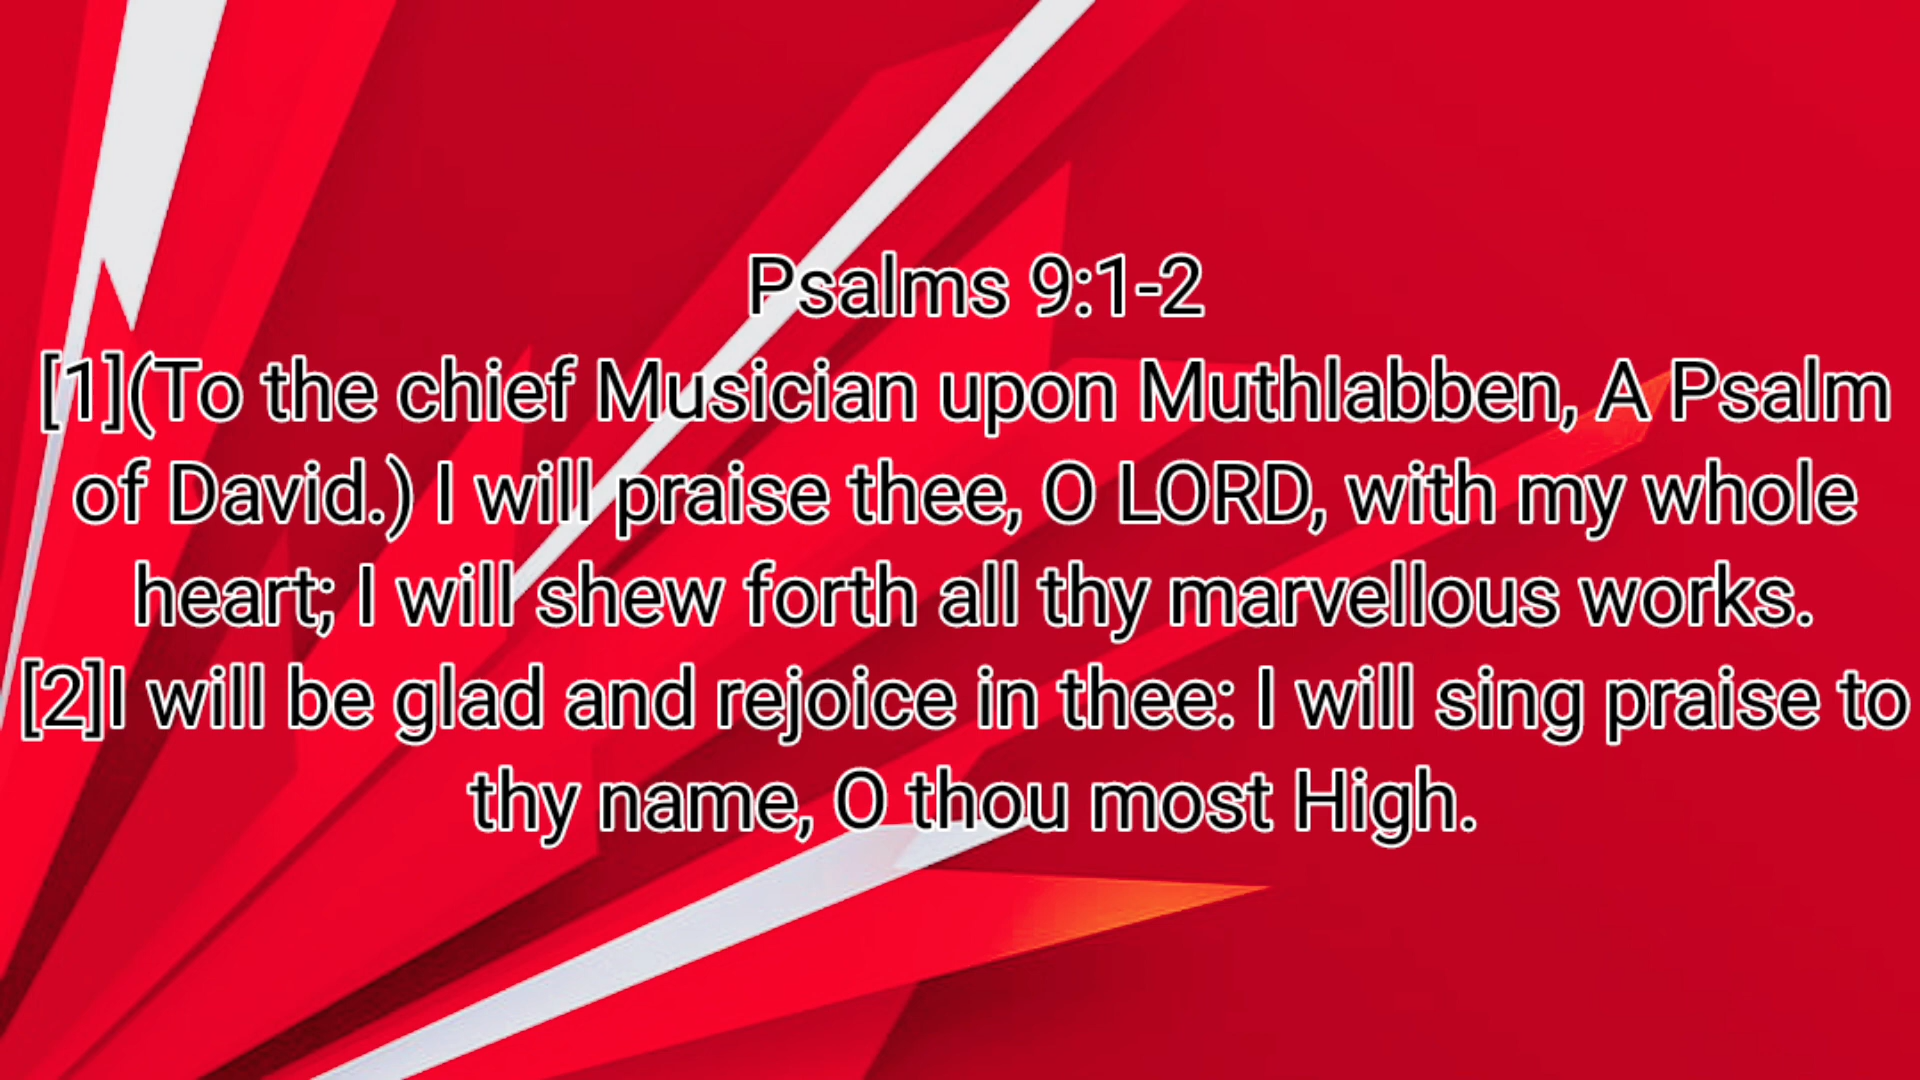 Psalms 9:1-2
[1](To the chief Musician upon Muthlabben, A Psalm
of David.) I will praise thee, O LORD, with my whole
heart; I will shew forth all thy marvellous works.
[2]I will be glad and rejoice in thee: I will sing praise to
thy name, O thou most High.